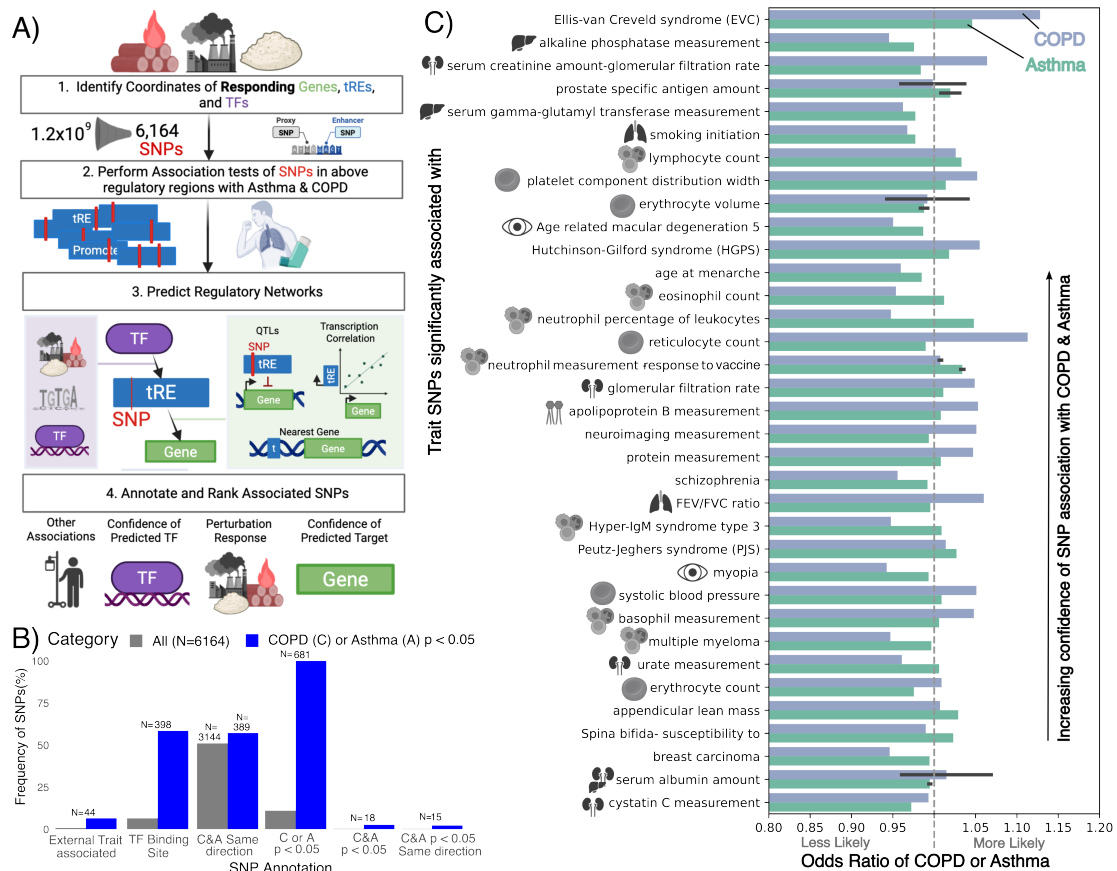 A)
1. Identify Coordinates of Responding Genes, tREs,
and TFs
1.2x10⁹
6,164
SNPs
Proxy
SNP
Enhancer
SNP
2. Perform Association tests of SNPs in above
regulatory regions with Asthma & COPD
tRE
Promote
3. Predict Regulatory Networks
TF
tRE
SNP
Gene
TGTGA
TF
QTLs
SNP
tRE
Gene
Transcription
Correlation
tRE
Gene
Nearest Gene
t
Gene
4. Annotate and Rank Associated SNPs
Other
Associations
Confidence of
Predicted TF
Perturbation
Response
Confidence of
Predicted Target
TF
Gene
B)
Category
All (N=6164)
COPD (C) or Asthma (A) p < 0.05
Frequency of SNPs(%)
100
75
50
25
0
N=44
N=398
N=
3144
N=
389
N=681
N=18
N=15
External Trait
associated
TF Binding
Site
C&A Same
direction
C or A
p < 0.05
C&A
p < 0.05
C&A p < 0.05
Same direction
SNP Annotation
C)
Trait SNPs significantly associated with
Ellis-van Creveld syndrome (EVC)
alkaline phosphatase measurement
serum creatinine amount-glomerular filtration rate
prostate specific antigen amount
serum gamma-glutamyl transferase measurement
smoking initiation
lymphocyte count
platelet component distribution width
erythrocyte volume
Age related macular degeneration 5
Hutchinson-Gilford syndrome (HGPS)
age at menarche
eosinophil count
neutrophil percentage of leukocytes
reticulocyte count
neutrophil measurement response to vaccine
glomerular filtration rate
apolipoprotein B measurement
neuroimaging measurement
protein measurement
schizophrenia
FEV/FVC ratio
Hyper-IgM syndrome type 3
Peutz-Jeghers syndrome (PJS)
myopia
systolic blood pressure
basophil measurement
multiple myeloma
urate measurement
erythrocyte count
appendicular lean mass
Spina bifida- susceptibility to
breast carcinoma
serum albumin amount
cystatin C measurement
COPD
Asthma
Increasing confidence of SNP association with COPD & Asthma
0.80
0.85
0.90
0.95
1.05
1.10
1.15
1.20
Less Likely
More Likely
Odds Ratio of COPD or Asthma